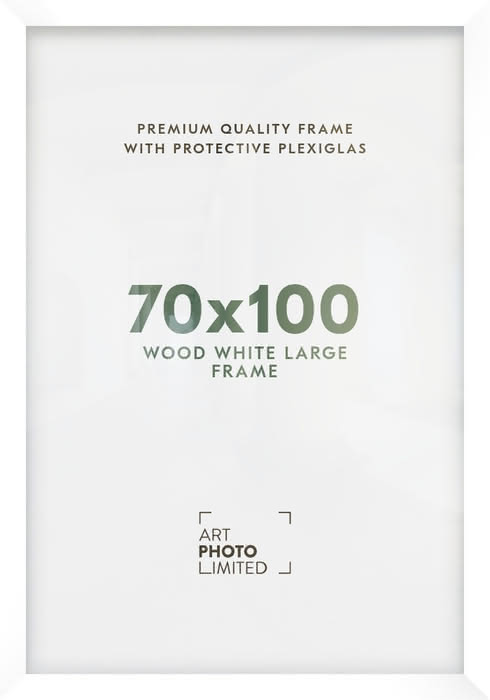 PREMIUM QUALITY FRAME
WITH PROTECTIVE PLEXIGLAS
70x100
WOOD WHITE LARGE
FRAME
ART
PHOTO
LIMITED